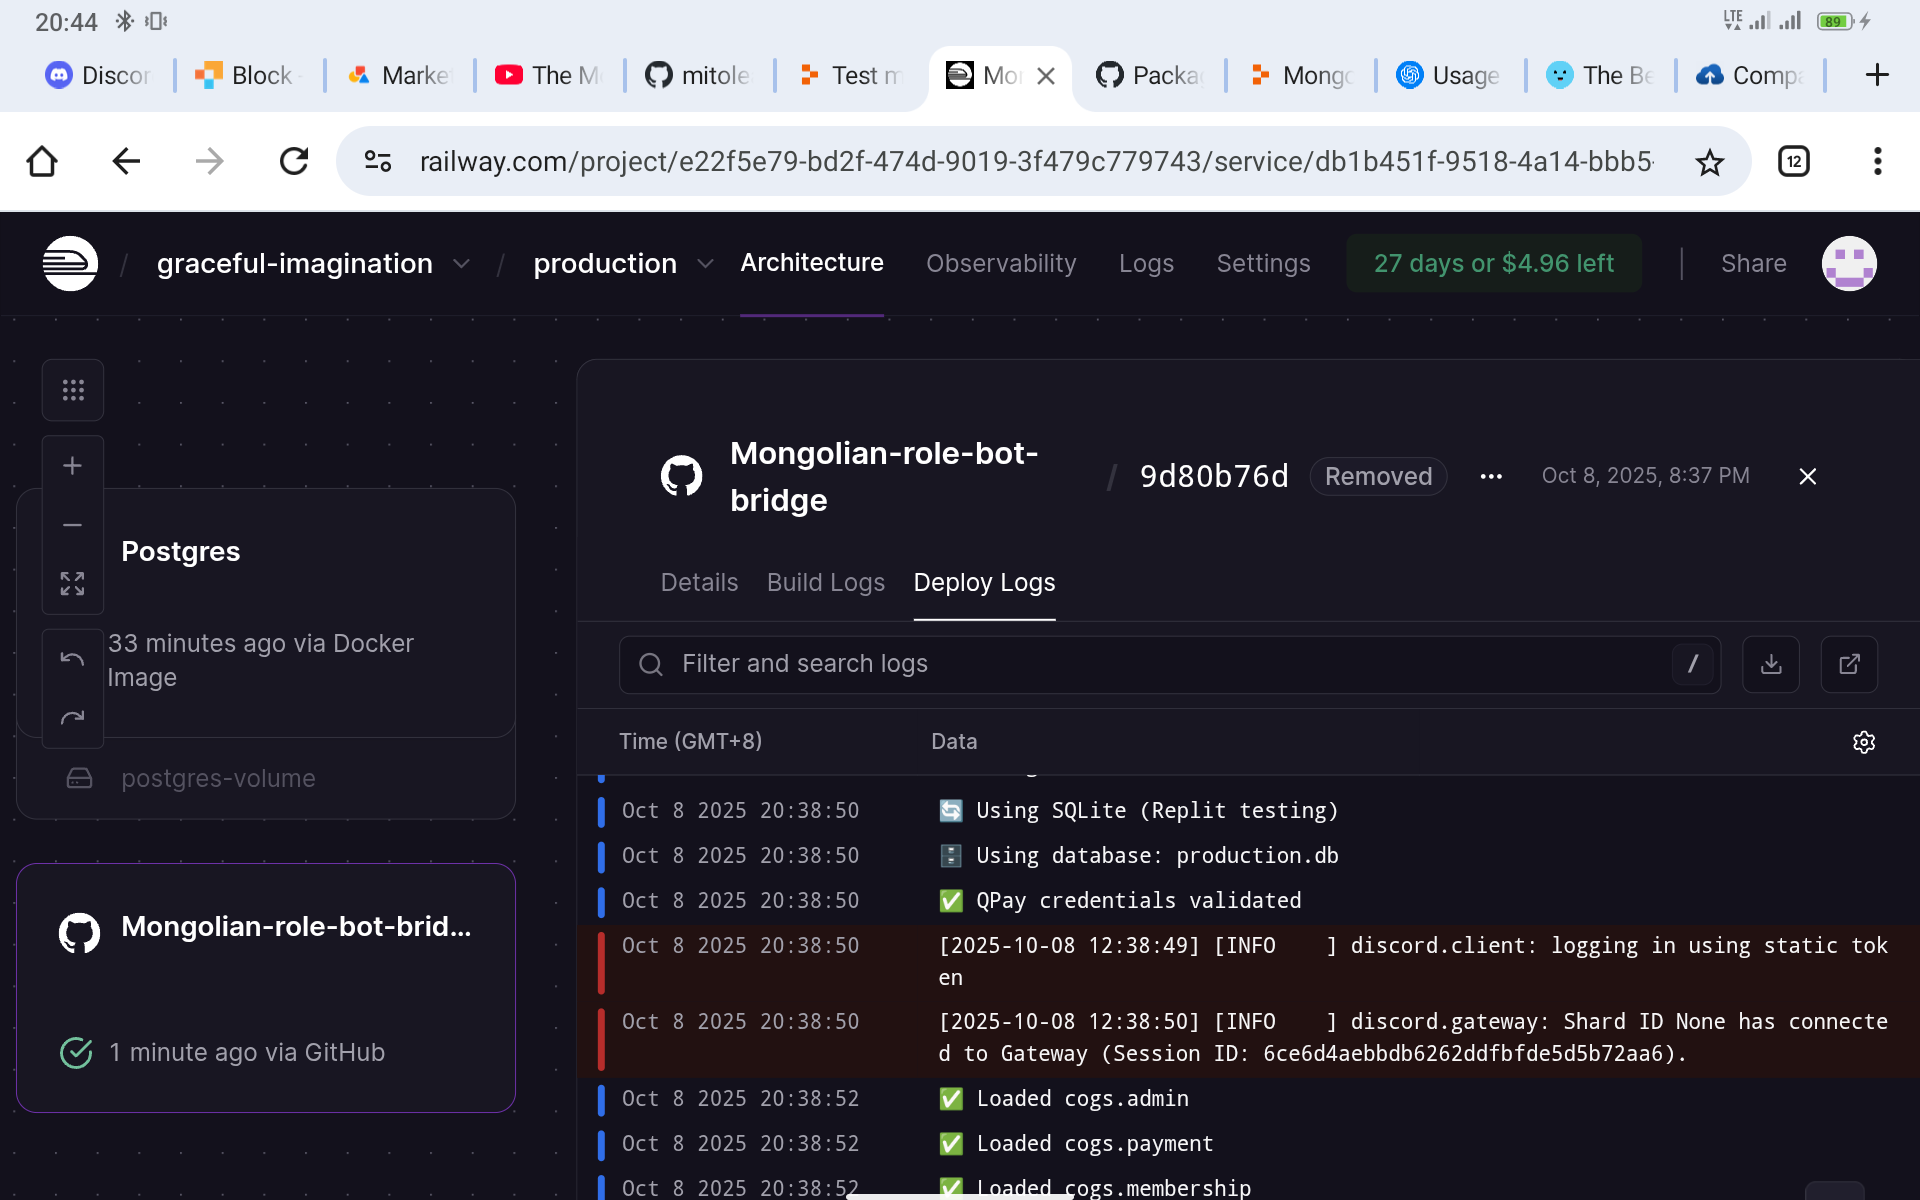 20:44
LTE
89
Discor
Block -
Marke
The M
mitole
Test m
Mo
Packa
Mongo
Usage
The Be
Compa
railway.com/project/e22f5e79-bd2f-474d-9019-3f479c779743/service/db1b451f-9518-4a14-bbb5-
12
/ graceful-imagination / production Architecture Observability Logs Settings 27 days or $4.96 left Share
Postgres
33 minutes ago via Docker
Image
postgres-volume
Mongolian-role-bot-brid...
1 minute ago via GitHub
Mongolian-role-bot-
bridge
/ 9d80b76d Removed ... Oct 8, 2025, 8:37 PM
Details Build Logs Deploy Logs
Filter and search logs /
Time (GMT+8) Data
Oct 8 2025 20:38:50 🔄 Using SQLite (Replit testing)
Oct 8 2025 20:38:50 🗄️ Using database: production.db
Oct 8 2025 20:38:50 ✅ QPay credentials validated
Oct 8 2025 20:38:50 [2025-10-08 12:38:49] [INFO    ] discord.client: logging in using static tok
en
Oct 8 2025 20:38:50 [2025-10-08 12:38:50] [INFO    ] discord.gateway: Shard ID None has connecte
d to Gateway (Session ID: 6ce6d4aebbdb6262ddfbfde5d5b72aa6).
Oct 8 2025 20:38:52 ✅ Loaded cogs.admin
Oct 8 2025 20:38:52 ✅ Loaded cogs.payment
Oct 8 2025 20:38:52 ✅ Loaded cogs.membership